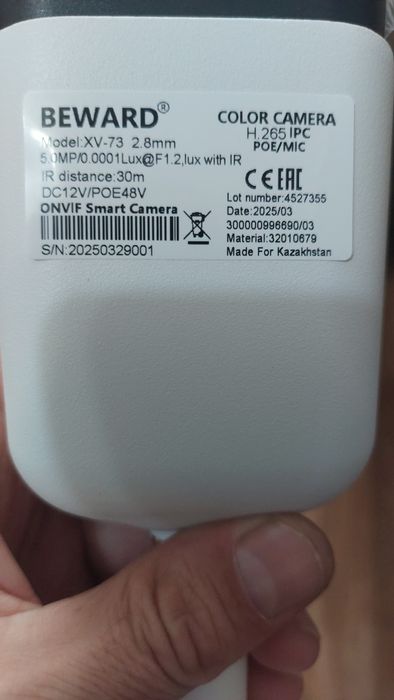 BEWARD®
Model:XV-73 2.8mm
5.0MP/0.0001Lux@F1.2,lux with IR
IR distance:30m
DC12V/POE48V
ONVIF Smart Camera
S/N:20250329001
COLOR CAMERA
H.265 IPC
POE/MIC
CE EAC
Lot number:4527355
Date:2025/03
300000996690/03
Material:32010679
Made For Kazakhstan